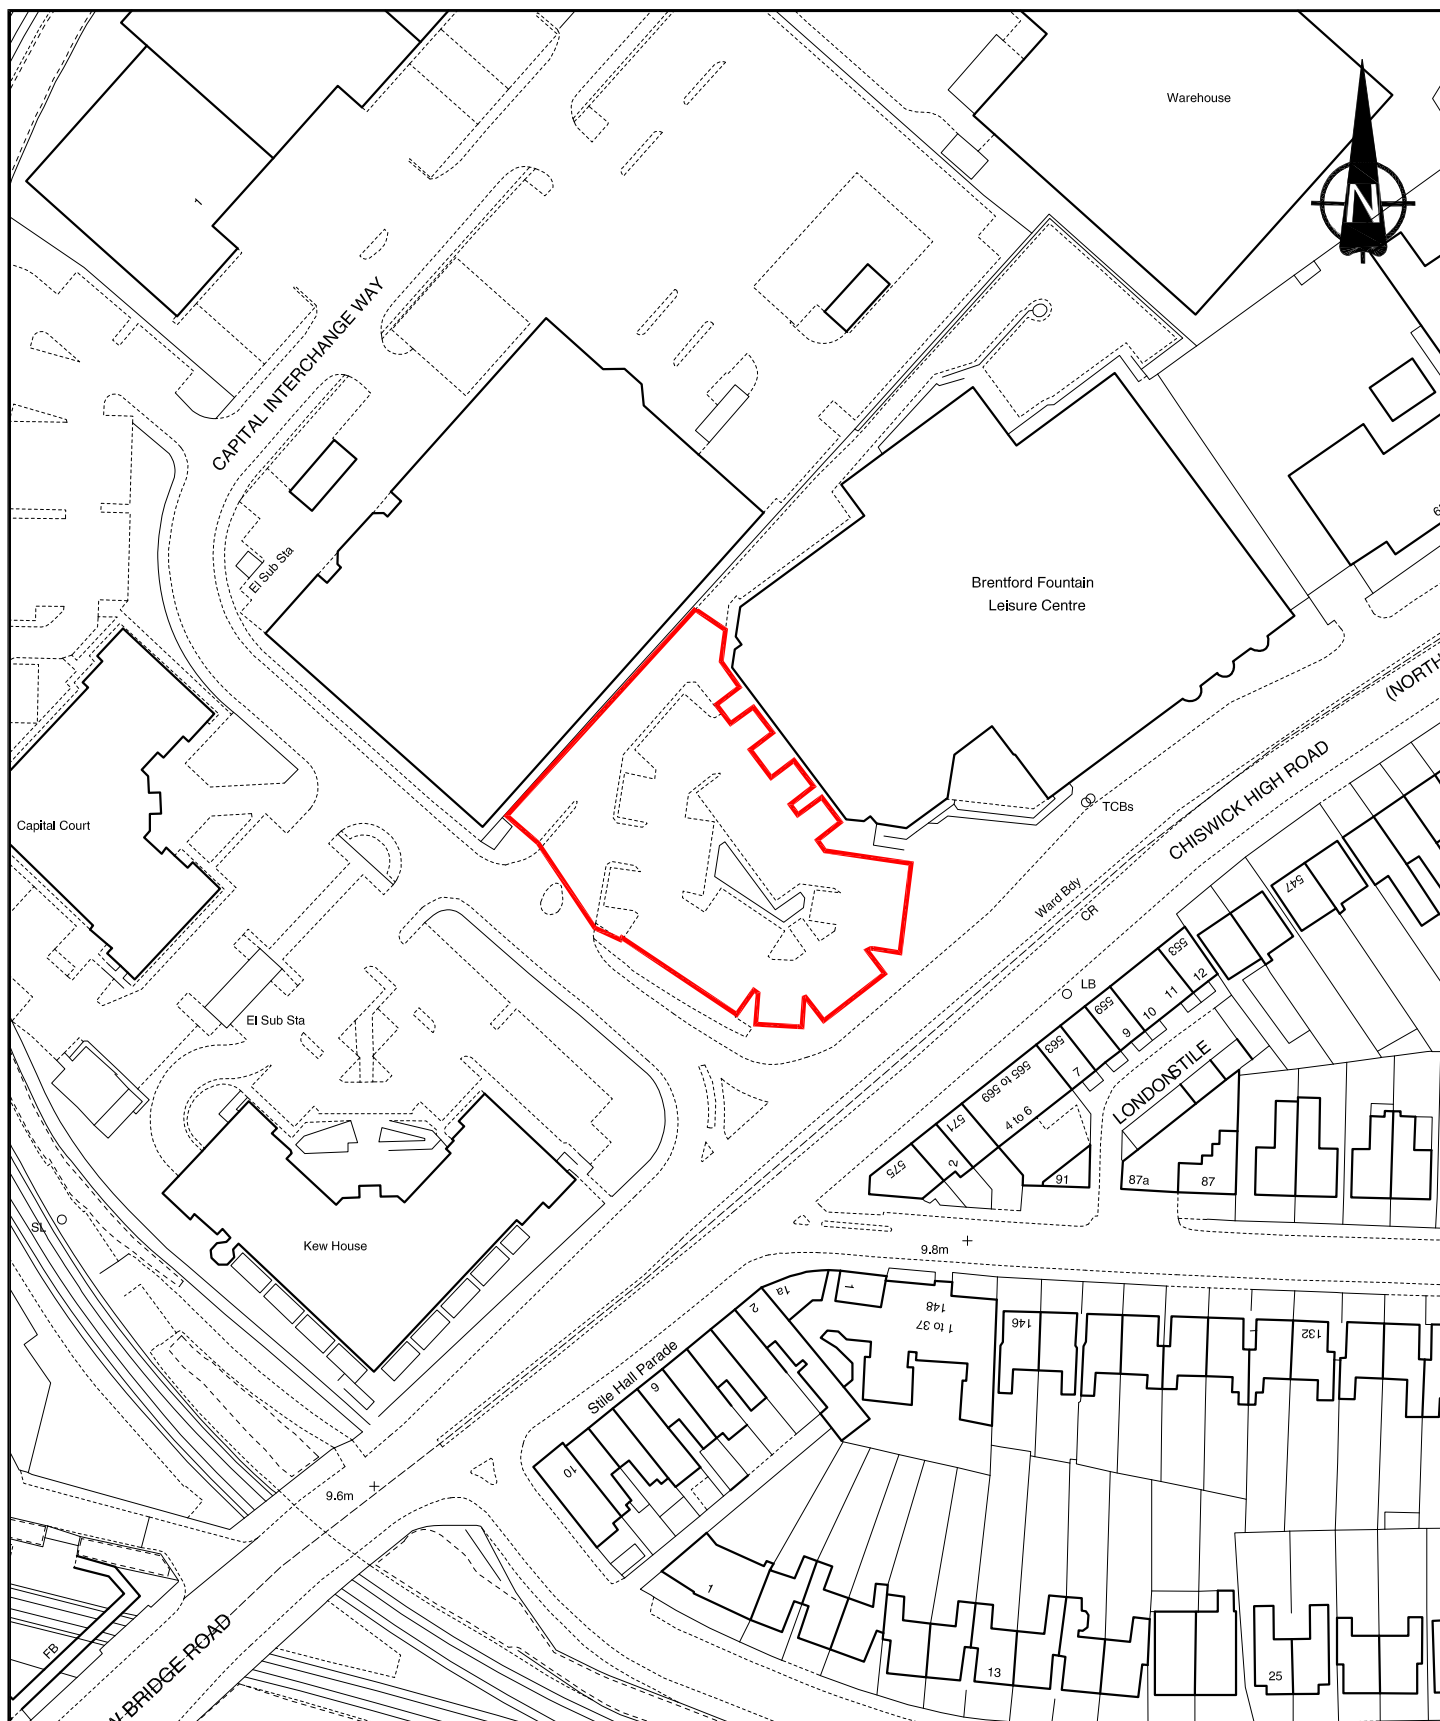 Warehouse
N
1
CAPITAL INTERCHANGE WAY
El Sub Sta
Brentford Fountain
Leisure Centre
(NORTH
CHISWICK HIGH ROAD
TCBs
Capital Court
Ward Bdy
CR
547
553
LB
12
11
10
559
9
563
7
565 to 569
4 to 6
571
2
575
LONDON STILE
91
87a
87
El Sub Sta
SL
Kew House
9.8m
1a
1
148
1 to 37
146
132
2
Stile Hall Parade
6
10
9.6m
1
13
25
FB
BRIDGE ROAD